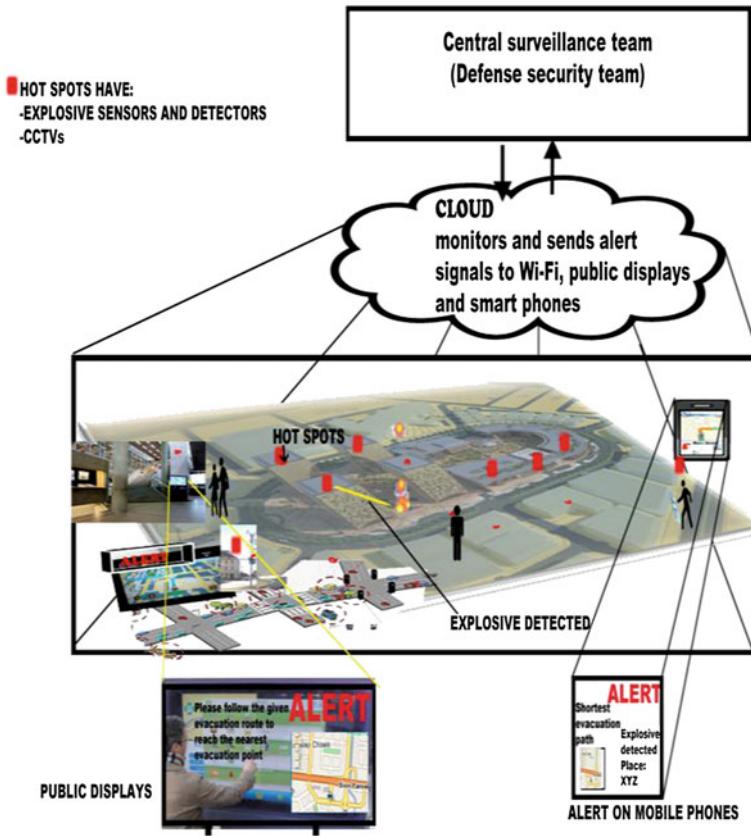 Central surveillance team
(Defense security team)
HOT SPOTS HAVE:
-EXPLOSIVE SENSORS AND DETECTORS
-CCTVs
CLOUD
monitors and sends alert
signals to Wi-Fi, public displays
and smart phones
HOT SPOTS
ALERT
EXPLOSIVE DETECTED
ALERT
Please follow the given
evacuation route to
reach the nearest
evacuation point
PUBLIC DISPLAYS
ALERT
Shortest
evacuation
path
Explosive
detected
Place:
XYZ
ALERT ON MOBILE PHONES